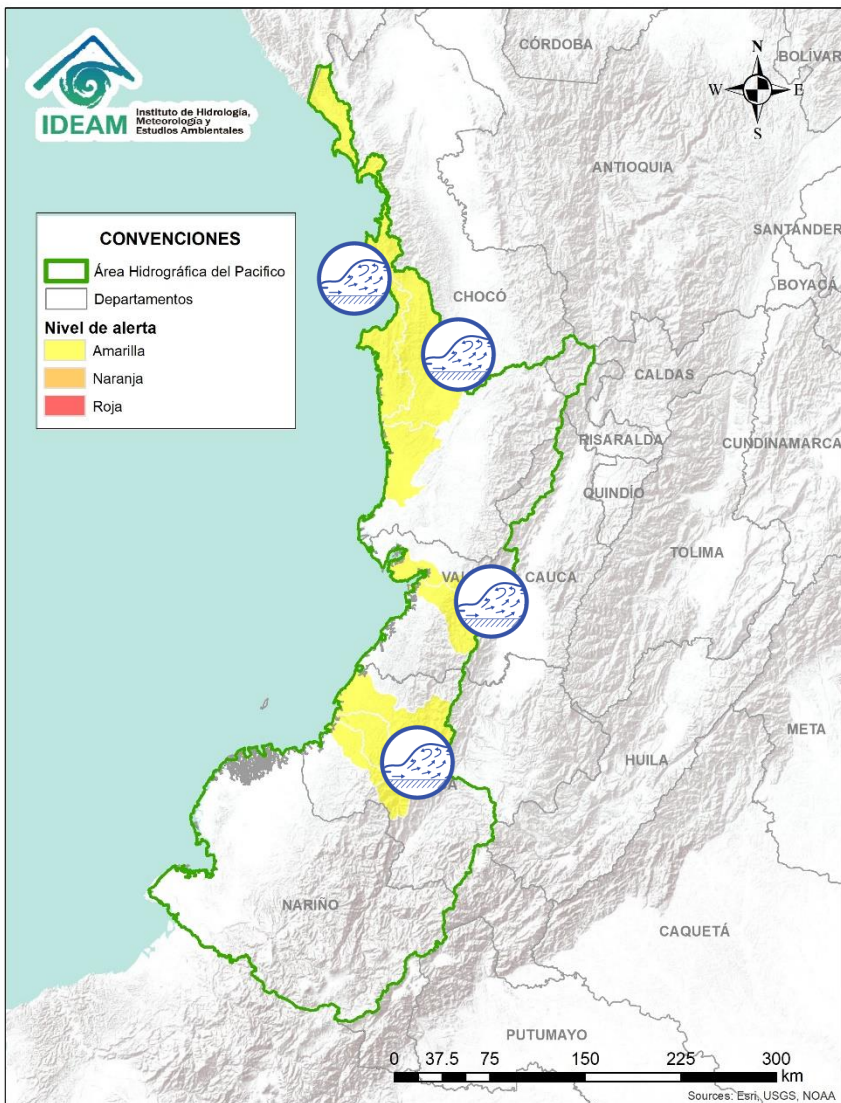 IDEAM
Instituto de Hidrología,
Meteorología y
Estudios Ambientales
CÓRDOBA
BOLÍVAR
N
W E
S
ANTIOQUIA
SANTANDER
BOYACÁ
CONVENCIONES
Área Hidrográfica del Pacifico
Departamentos
Nivel de alerta
Amarilla
Naranja
Roja
CHOCÓ
CALDAS
RISARALDA
CUNDINAMARCA
QUINDÍO
TOLIMA
CAUCA
META
HUILA
NARIÑO
CAQUETÁ
PUTUMAYO
0 37.5 75 150 225 300
km
Sources: Esri, USGS, NOAA